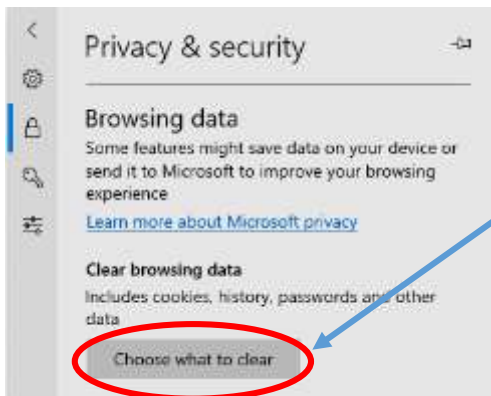 Privacy & security
Browsing data
Some features might save data on your device or
send it to Microsoft to improve your browsing
experience
Learn more about Microsoft privacy
Clear browsing data
Includes cookies, history, passwords and other
data
Choose what to clear